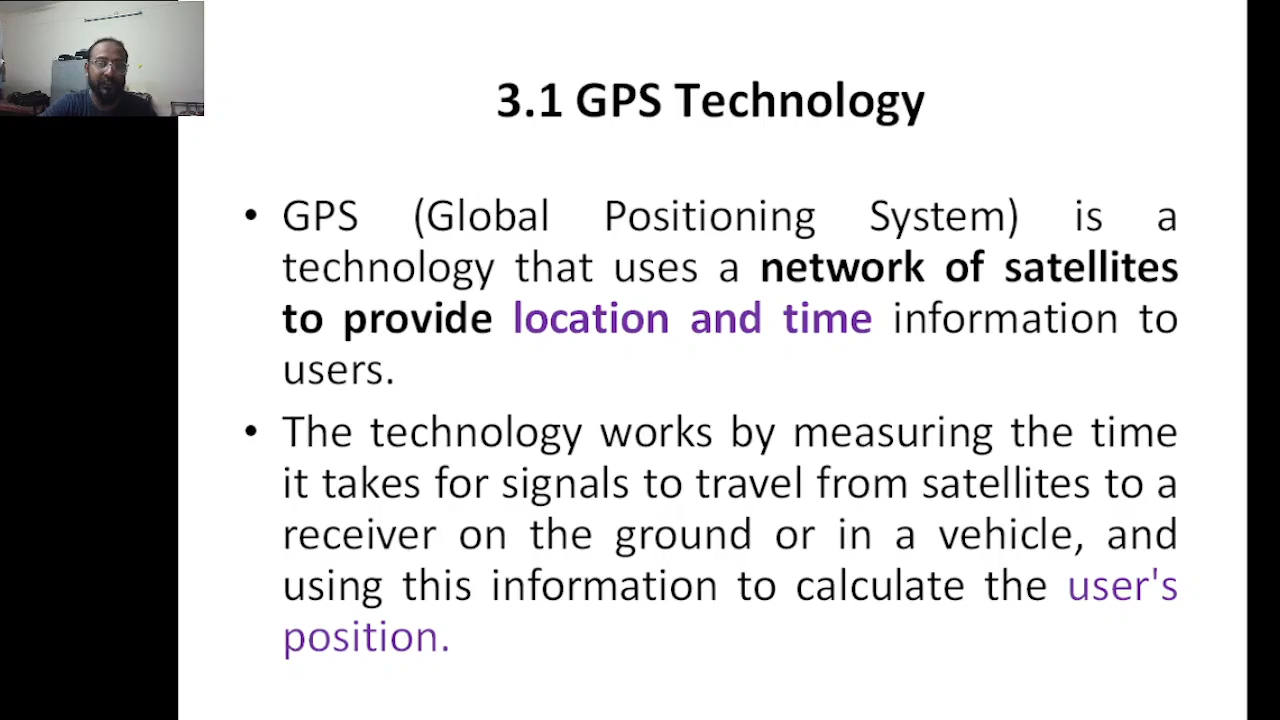 3.1 GPS Technology
• GPS (Global Positioning System) is a
technology that uses a network of satellites
to provide location and time information to
users.
• The technology works by measuring the time
it takes for signals to travel from satellites to a
receiver on the ground or in a vehicle, and
using this information to calculate the user's
position.